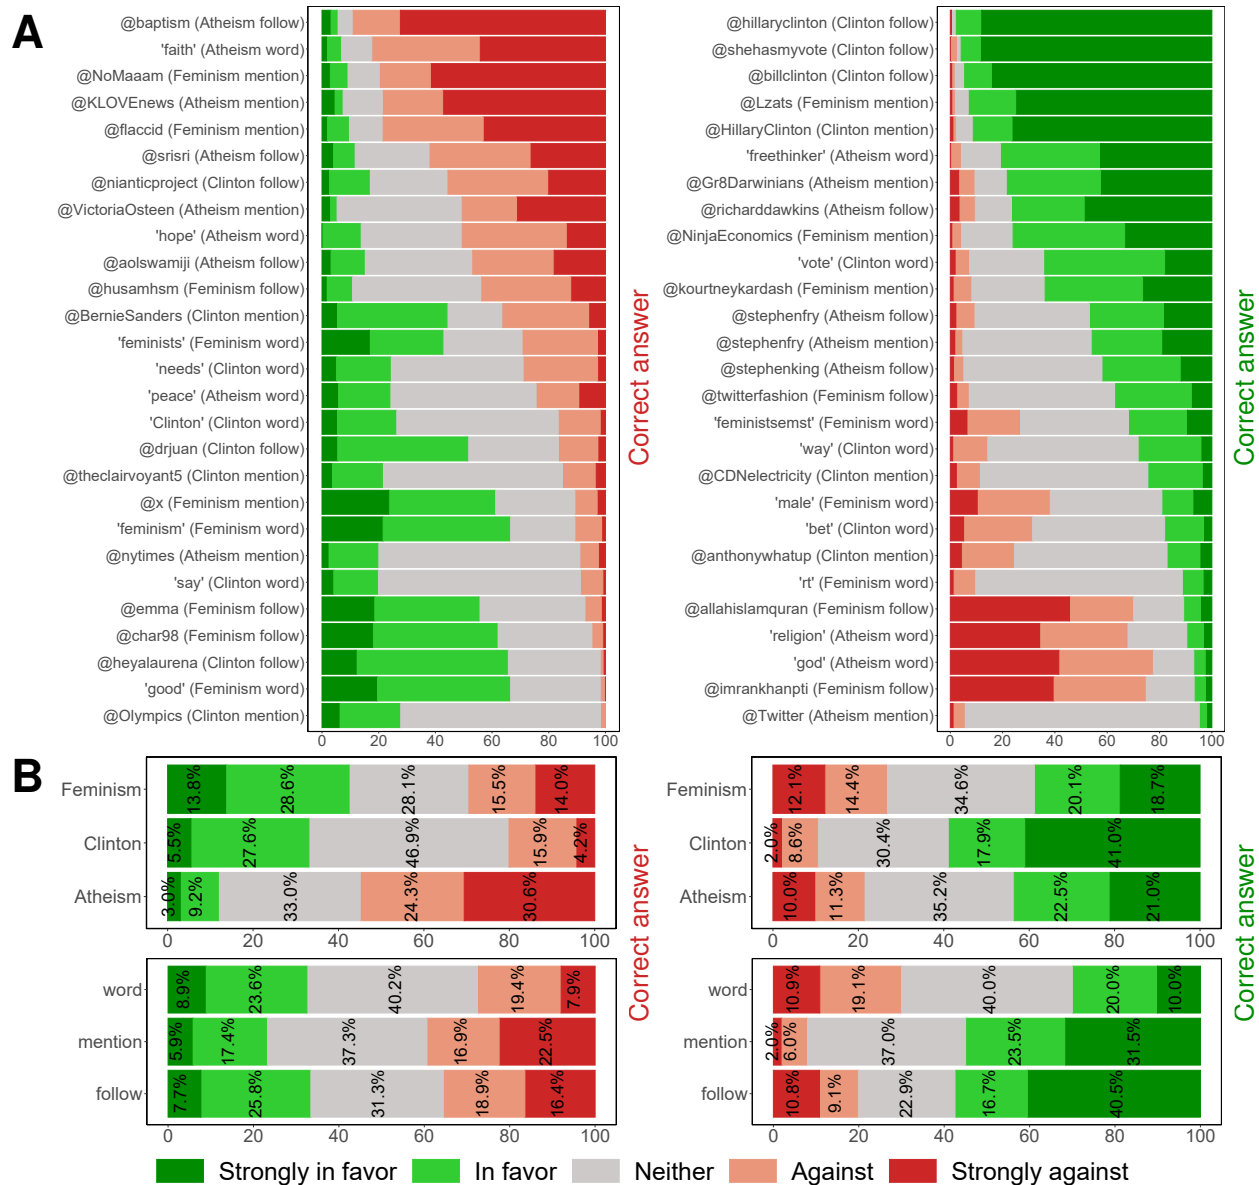 A
@baptism (Atheism follow)
'faith' (Atheism word)
@NoMaaam (Feminism mention)
@KLOVEnews (Atheism mention)
@flaccid (Feminism mention)
@srisri (Atheism follow)
@nianticproject (Clinton follow)
@VictoriaOsteen (Atheism mention)
'hope' (Atheism word)
@aolswamiji (Atheism follow)
@husamhsm (Feminism follow)
@BernieSanders (Clinton mention)
'feminists' (Feminism word)
'needs' (Clinton word)
'peace' (Atheism word)
'Clinton' (Clinton word)
@drjuan (Clinton follow)
@theclairvoyant5 (Clinton mention)
@x (Feminism mention)
'feminism' (Feminism word)
@nytimes (Atheism mention)
'say' (Clinton word)
@emma (Feminism follow)
@char98 (Feminism follow)
@heyalaurena (Clinton follow)
'good' (Feminism word)
@Olympics (Clinton mention)
0 20 40 60 80 100
Correct answer
@hillaryclinton (Clinton follow)
@shehasmyvote (Clinton follow)
@billclinton (Clinton follow)
@Lzats (Feminism mention)
@HillaryClinton (Clinton mention)
'freethinker' (Atheism word)
@Gr8Darwinians (Atheism mention)
@richarddawkins (Atheism follow)
@NinjaEconomics (Feminism mention)
'vote' (Clinton word)
@kourtneykardash (Feminism mention)
@stephenfry (Atheism follow)
@stephenfry (Atheism mention)
@stephenking (Atheism follow)
@twitterfashion (Feminism follow)
'feministsemst' (Feminism word)
'way' (Clinton word)
@CDNelectricity (Clinton mention)
'male' (Feminism word)
'bet' (Clinton word)
@anthonywhatup (Clinton mention)
'rt' (Feminism word)
@allahislamquran (Feminism follow)
'religion' (Atheism word)
'god' (Atheism word)
@imrankhanpti (Feminism follow)
@Twitter (Atheism mention)
0 20 40 60 80 100
Correct answer
B
Feminism 13.8% 28.6% 28.1% 15.5% 14.0%
Clinton 5.5% 27.6% 46.9% 15.9% 4.2%
Atheism 3.0% 9.2% 33.0% 24.3% 30.6%
0 20 40 60 80 100
word 8.9% 23.6% 40.2% 19.4% 7.9%
mention 5.9% 17.4% 37.3% 16.9% 22.5%
follow 7.7% 25.8% 31.3% 18.9% 16.4%
0 20 40 60 80 100
Correct answer
Feminism 12.1% 14.4% 34.6% 20.1% 18.7%
Clinton 2.0% 8.6% 30.4% 17.9% 41.0%
Atheism 10.0% 11.3% 35.2% 22.5% 21.0%
0 20 40 60 80 100
word 10.9% 19.1% 40.0% 20.0% 10.0%
mention 2.0% 6.0% 37.0% 23.5% 31.5%
follow 10.8% 9.1% 22.9% 16.7% 40.5%
0 20 40 60 80 100
Correct answer
Strongly in favor In favor Neither Against Strongly against